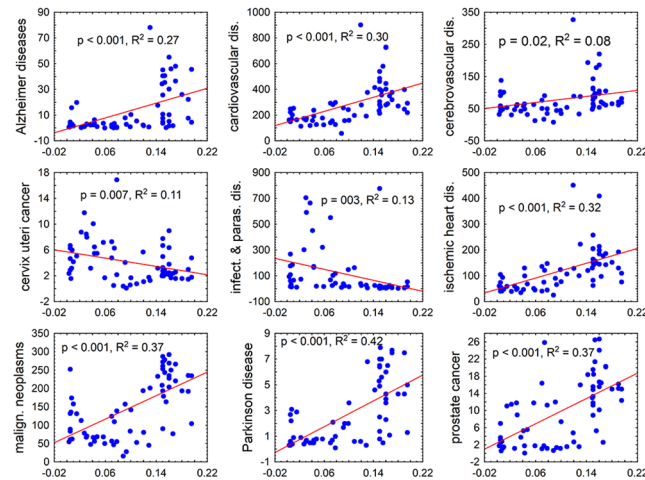 Alzheimer diseases
p < 0.001, R² = 0.27
90
70
50
30
10
-10
-0.02 0.06 0.14 0.22
cardiovascular dis.
p < 0.001, R² = 0.30
1000
800
600
400
200
0
-0.02 0.06 0.14 0.22
cerebrovascular dis.
p = 0.02, R² = 0.08
350
250
150
50
-50
-0.02 0.06 0.14 0.22
cervix uteri cancer
p = 0.007, R² = 0.11
18
14
10
6
2
-2
-0.02 0.06 0.14 0.22
infect. & paras. dis.
p = 003, R² = 0.13
900
700
500
300
100
-100
-0.02 0.06 0.14 0.22
ischemic heart dis.
p < 0.001, R² = 0.32
500
400
300
200
100
0
-0.02 0.06 0.14 0.22
malign. neoplasms
p < 0.001, R² = 0.37
350
300
250
200
150
100
50
0
-0.02 0.06 0.14 0.22
Parkinson disease
p < 0.001, R² = 0.42
9
7
5
3
1
-1
-0.02 0.06 0.14 0.22
prostate cancer
p < 0.001, R² = 0.37
28
24
20
16
12
8
4
-0.02 0.06 0.14 0.22